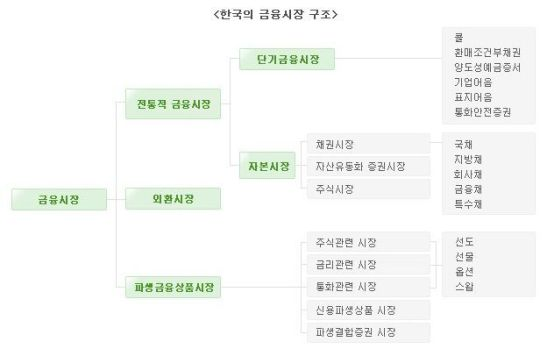 <한국의 금융시장 구조>
금융시장
전통적 금융시장
단기금융시장
콜
환매조건부채권
양도성예금증서
기업어음
표지어음
통화안전증권
자본시장
채권시장
자산유동화 증권시장
주식시장
국채
지방채
회사채
금융채
특수채
외환시장
파생금융상품시장
주식관련 시장
금리관련 시장
통화관련 시장
신용파생상품 시장
파생결합증권 시장
선도
선물
옵션
스왑